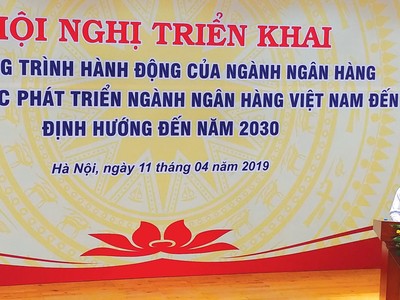 HỘI NGHỊ TRIỂN KHAI
G TRÌNH HÀNH ĐỘNG CỦA NGÀNH NGÂN HÀNG
C PHÁT TRIỂN NGÀNH NGÂN HÀNG VIỆT NAM ĐẾN
ĐỊNH HƯỚNG ĐẾN NĂM 2030
Hà Nội, ngày 11 tháng 04 năm 2019